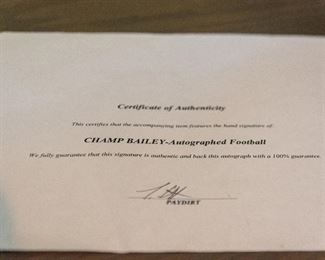 Certificate of Authenticity
This certifies that the accompanying item features the hand signature of:
CHAMP BAILEY-Autographed Football
We fully guarantee that this signature is authentic and back this autograph with a 100% guarantee.
PAYDIRT